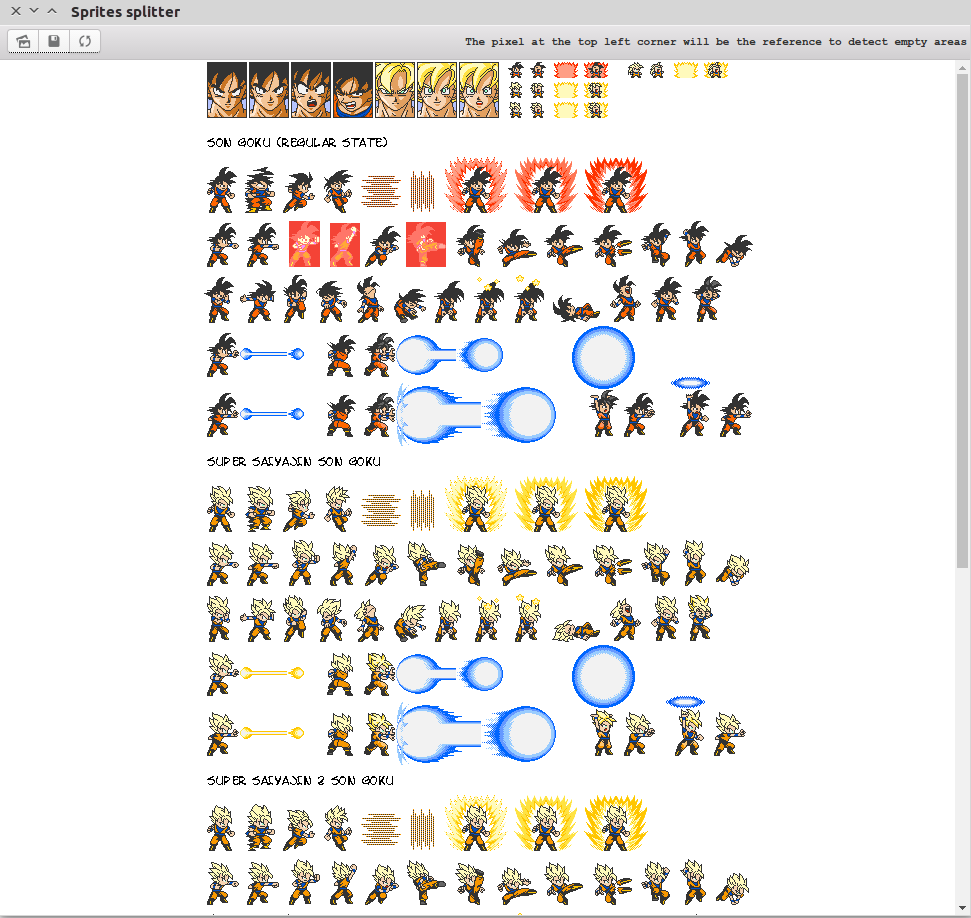 Sprites splitter
The pixel at the top left corner will be the reference to detect empty areas
SON GOKU (REGULAR STATE)
SUPER SAIYAJIN SON GOKU
SUPER SAIYAJIN 2 SON GOKU